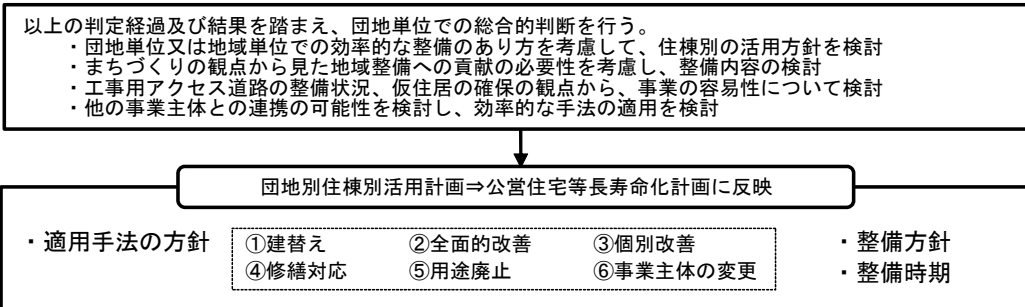 以上の判定経過及び結果を踏まえ、団地単位での総合的判断を行う。
・団地単位又は地域単位での効率的な整備のあり方を考慮して、住棟別の活用方針を検討
・まちづくりの観点から見た地域整備への貢献の必要性を考慮し、整備内容の検討
・工事用アクセス道路の整備状況、仮住居の確保の観点から、事業の容易性について検討
・他の事業主体との連携の可能性を検討し、効率的な手法の適用を検討
団地別住棟別活用計画⇒公営住宅等長寿命化計画に反映
・適用手法の方針
①建替え ②全面的改善 ③個別改善
④修繕対応 ⑤用途廃止 ⑥事業主体の変更
・整備方針
・整備時期